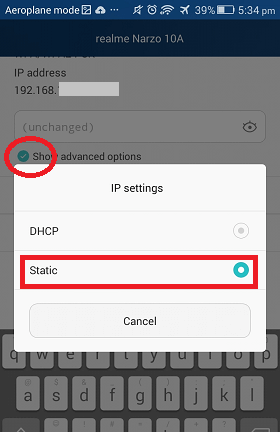 Aeroplane mode ... 39% 5:34 pm
realme Narzo 10A
IP address
192.168.
(unchanged)
Show advanced options
IP settings
DHCP
Static
Cancel
q w e r t y u i o p
a s d f g h j k l
z x c v b n m